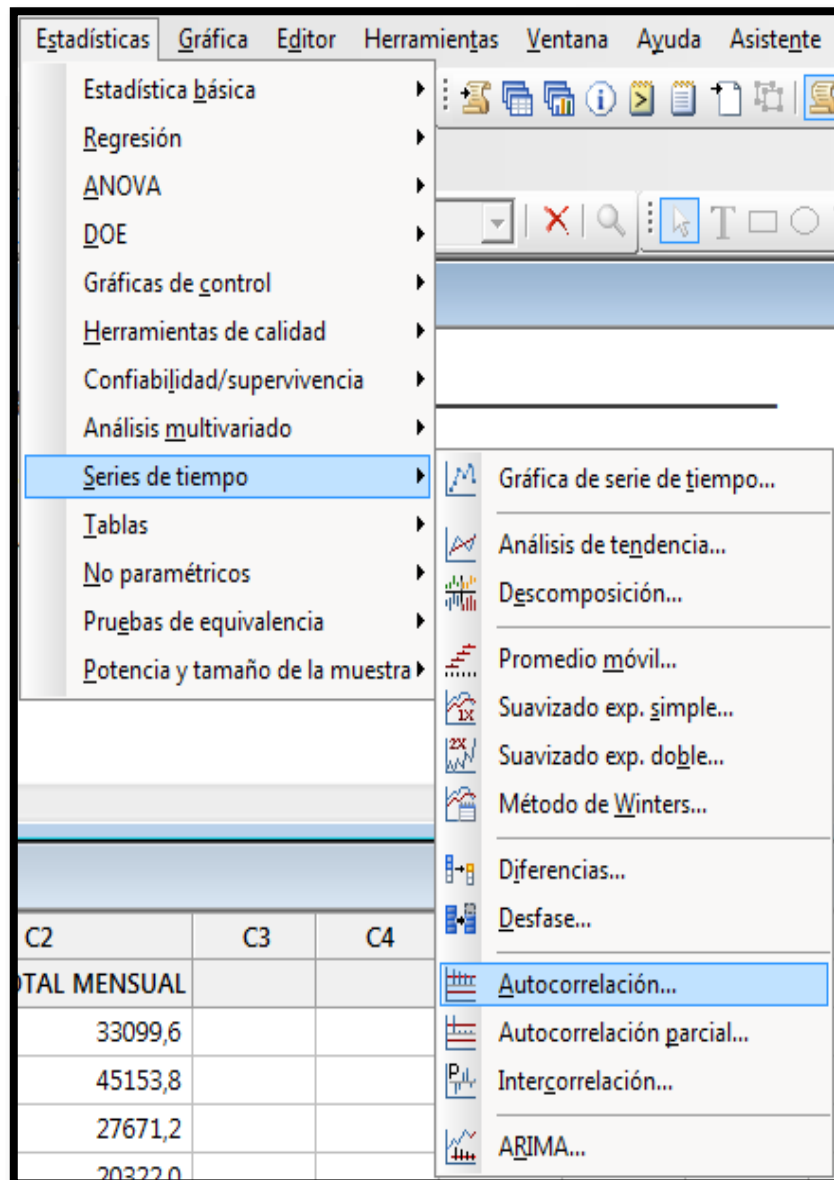 Estadísticas Gráfica Editor Herramientas Ventana Ayuda Asistente
Estadística básica
Regresión
ANOVA
DOE
Gráficas de control
Herramientas de calidad
Confiabilidad/supervivencia
Análisis multivariado
Series de tiempo
Tablas
No paramétricos
Pruebas de equivalencia
Potencia y tamaño de la muestra
Gráfica de serie de tiempo...
Análisis de tendencia...
Descomposición...
Promedio móvil...
Suavizado exp. simple...
Suavizado exp. doble...
Método de Winters...
Diferencias...
Desfase...
Autocorrelación...
Autocorrelación parcial...
Intercorrelación...
ARIMA...
C2 C3 C4
OTAL MENSUAL
33099,6
45153,8
27671,2
20322,0